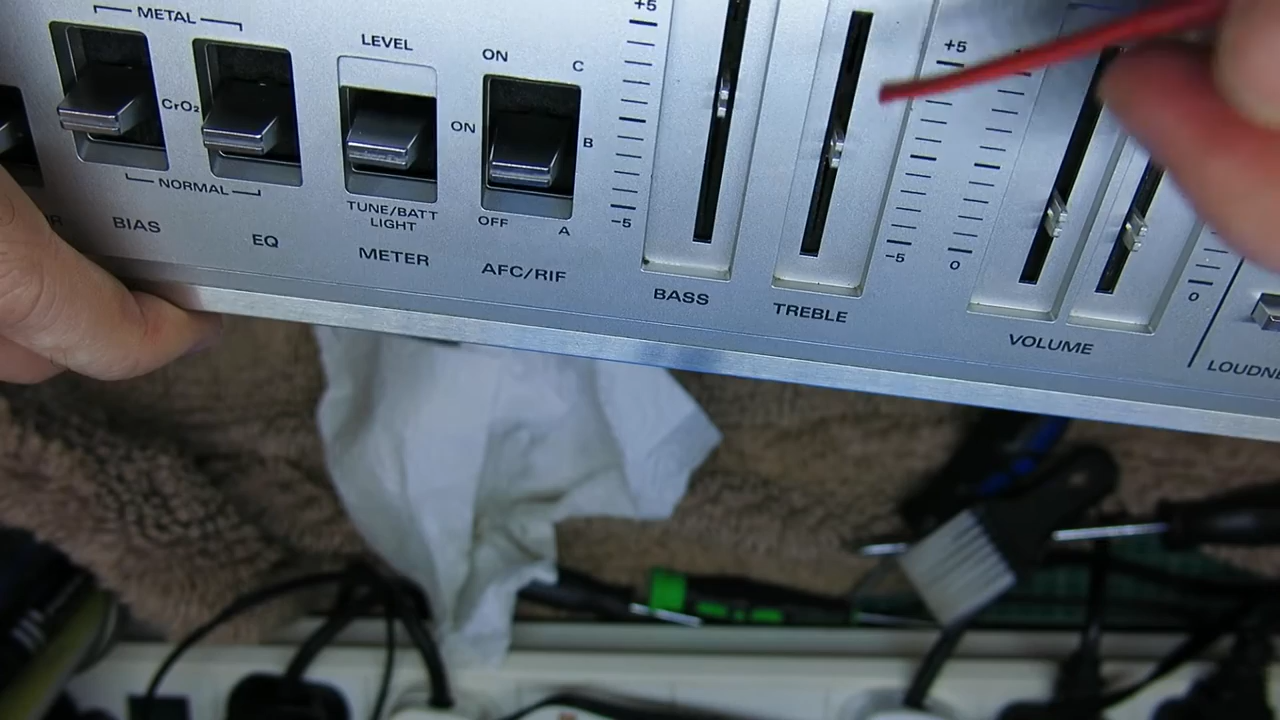 METAL
CrO₂
NORMAL
BIAS
EQ
LEVEL
TUNE/BATT
LIGHT
METER
ON
C
ON
B
OFF
A
AFC/RIF
+5
-5
BASS
TREBLE
+5
-5
0
VOLUME
0